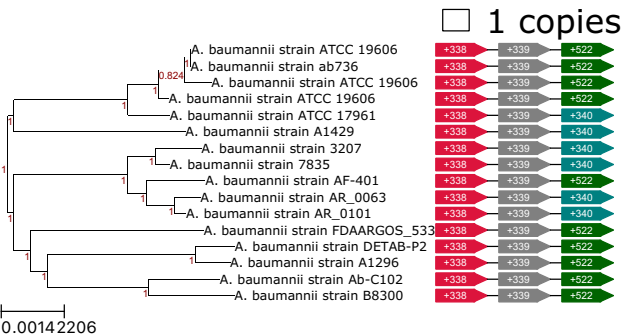 1 copies
A. baumannii strain ATCC 19606 +338 +339 +522
1 A. baumannii strain ab736 +338 +339 +522
0.824 A. baumannii strain ATCC 19606 +338 +339 +522
1 A. baumannii strain ATCC 19606 +338 +339 +522
1 A. baumannii strain ATCC 17961 +338 +339 +340
1 A. baumannii strain A1429 +338 +339 +340
A. baumannii strain 3207 +338 +339 +340
1 1 A. baumannii strain 7835 +338 +339 +340
1 A. baumannii strain AF-401 +338 +339 +522
1 A. baumannii strain AR_0063 +338 +339 +340
1 1 A. baumannii strain AR_0101 +338 +339 +340
A. baumannii strain FDAARGOS_533 +338 +339 +522
1 A. baumannii strain DETAB-P2 +338 +339 +522
1 A. baumannii strain A1296 +338 +339 +522
1 A. baumannii strain Ab-C102 +338 +339 +522
1 A. baumannii strain B8300 +338 +339 +522
0.00142206